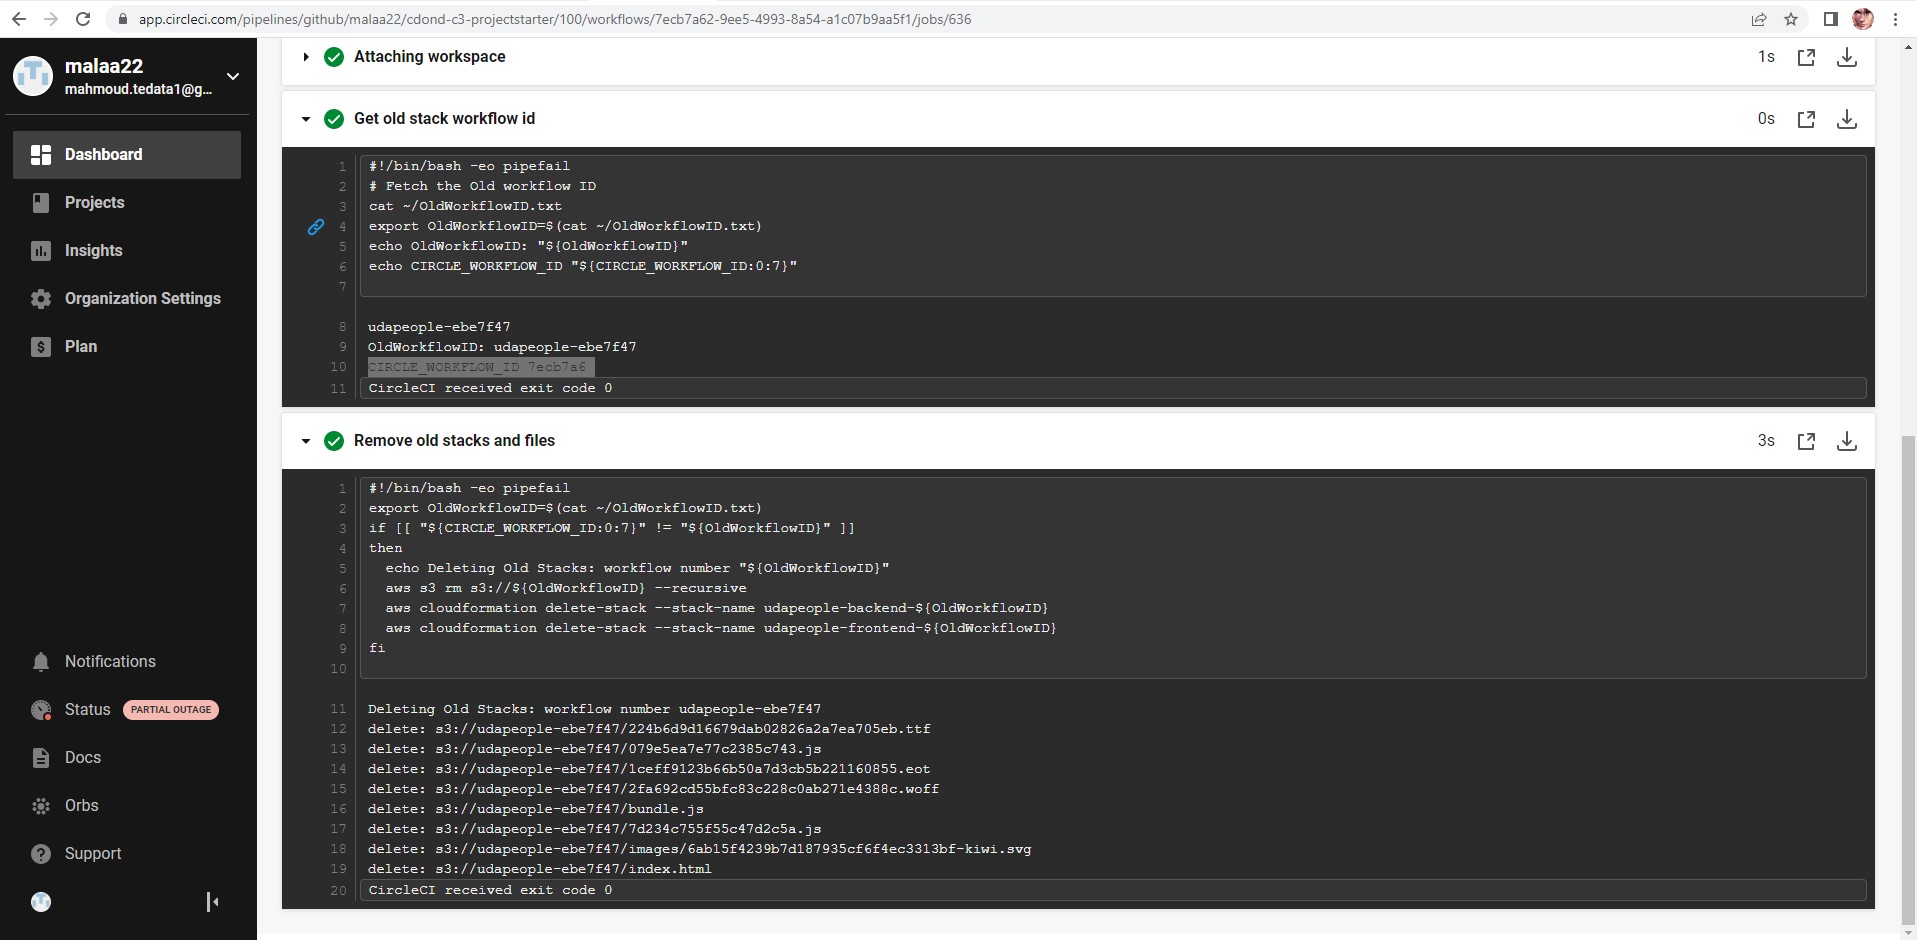 app.circleci.com/pipelines/github/malaa22/cdond-c3-projectstarter/100/workflows/7ecb7a62-9ee5-4993-8a54-a1c07b9aa5f1/jobs/636
malaa22
mahmoud.tedata1@g...
Dashboard
Projects
Insights
Organization Settings
Plan
Notifications
Status PARTIAL OUTAGE
Docs
Orbs
Support
Attaching workspace 1s
Get old stack workflow id 0s
1 #!/bin/bash -eo pipefail
2 # Fetch the Old workflow ID
3 cat ~/OldWorkflowID.txt
4 export OldWorkflowID=$(cat ~/OldWorkflowID.txt)
5 echo OldWorkflowID: "${OldWorkflowID}"
6 echo CIRCLE_WORKFLOW_ID "${CIRCLE_WORKFLOW_ID:0:7}"
7
8 udapeople-ebe7f47
9 OldWorkflowID: udapeople-ebe7f47
10 CIRCLE_WORKFLOW_ID 7ecb7a6
11 CircleCI received exit code 0
Remove old stacks and files 3s
1 #!/bin/bash -eo pipefail
2 export OldWorkflowID=$(cat ~/OldWorkflowID.txt)
3 if [[ "${CIRCLE_WORKFLOW_ID:0:7}" != "${OldWorkflowID}" ]]
4 then
5 echo Deleting Old Stacks: workflow number "${OldWorkflowID}"
6 aws s3 rm s3://${OldWorkflowID} --recursive
7 aws cloudformation delete-stack --stack-name udapeople-backend-${OldWorkflowID}
8 aws cloudformation delete-stack --stack-name udapeople-frontend-${OldWorkflowID}
9 fi
10
11 Deleting Old Stacks: workflow number udapeople-ebe7f47
12 delete: s3://udapeople-ebe7f47/224b6d9d16679dab02826a2a7ea705eb.ttf
13 delete: s3://udapeople-ebe7f47/079e5ea7e77c2385c743.js
14 delete: s3://udapeople-ebe7f47/1ceff9123b66b50a7d3cb5b221160855.eot
15 delete: s3://udapeople-ebe7f47/2fa692cd55bfc83c228c0ab271e4388c.woff
16 delete: s3://udapeople-ebe7f47/bundle.js
17 delete: s3://udapeople-ebe7f47/7d234c755f55c47d2c5a.js
18 delete: s3://udapeople-ebe7f47/images/6ab15f4239b7d187935cf6f4ec3313bf-kiwi.svg
19 delete: s3://udapeople-ebe7f47/index.html
20 CircleCI received exit code 0